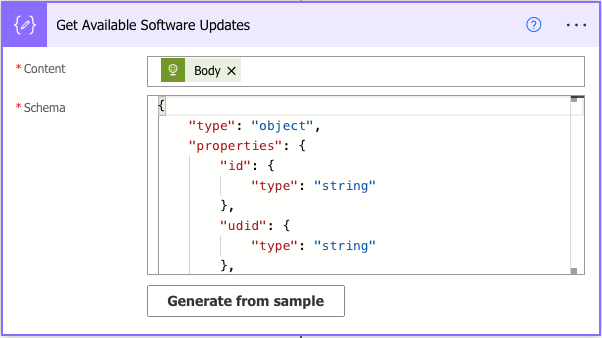 Get Available Software Updates
* Content
Body
* Schema
{
"type": "object",
"properties": {
"id": {
"type": "string"
},
"udid": {
"type": "string"
},
Generate from sample